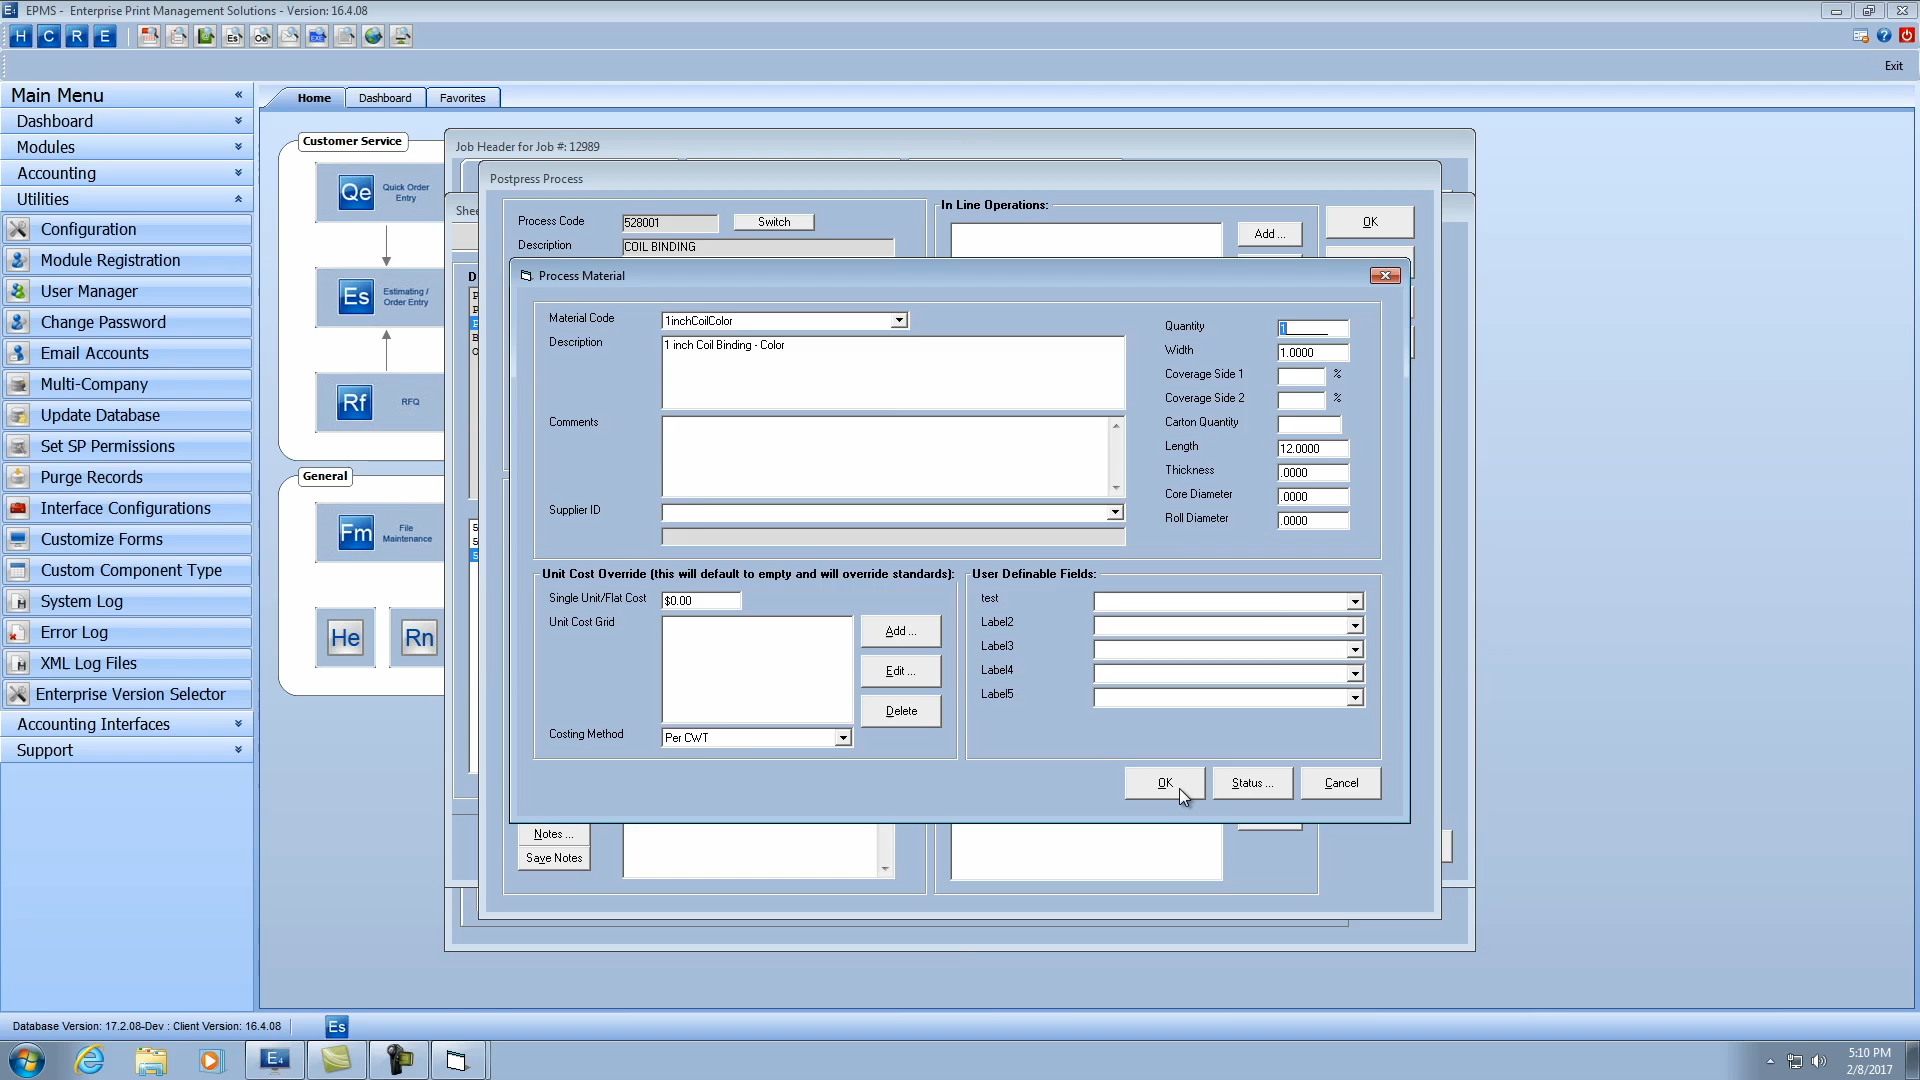 EPMS - Enterprise Print Management Solutions - Version: 16.4.08
H C R E
Exit
Main Menu
Dashboard
Modules
Accounting
Utilities
Configuration
Module Registration
User Manager
Change Password
Email Accounts
Multi-Company
Update Database
Set SP Permissions
Purge Records
Interface Configurations
Customize Forms
Custom Component Type
System Log
Error Log
XML Log Files
Enterprise Version Selector
Accounting Interfaces
Support
Home Dashboard Favorites
Customer Service
Qe Quick Order Entry
Es Estimating / Order Entry
Rf RFQ
General
Fm File Maintenance
He Rn
Job Header for Job #: 12989
Shee
Postpress Process
Process Code 528001 Switch
Description COIL BINDING
In Line Operations:
Add ...
OK
Process Material
Material Code 1inchCoilColor
Description 1 inch Coil Binding - Color
Comments
Supplier ID
Quantity 1
Width 1.0000
Coverage Side 1 %
Coverage Side 2 %
Carton Quantity
Length 12.0000
Thickness .0000
Core Diameter .0000
Roll Diameter .0000
Unit Cost Override (this will default to empty and will override standards):
Single Unit/Flat Cost $0.00
Unit Cost Grid
Add ...
Edit ...
Delete
Costing Method Per CWT
User Definable Fields:
test
Label2
Label3
Label4
Label5
OK Status ... Cancel
Notes ...
Save Notes
Database Version: 17.2.08-Dev : Client Version: 16.4.08 Es
5:10 PM
2/8/2017